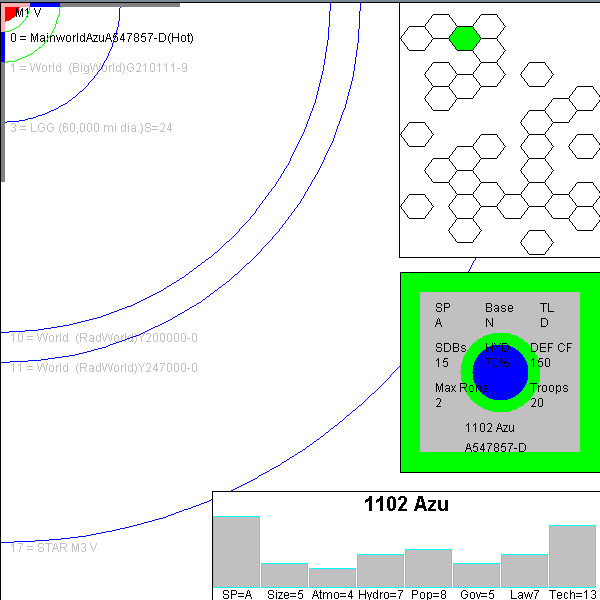 M1 V
0 = MainworldAzuA547857-D(Hot)
1 = World (BigWorld)G210111-9
3 = LGG (60,000 mi dia.)S=24
10 = World (RadWorld)Y200000-0
11 = World (RadWorld)Y247000-0
17 = STAR M3 V
SP Base TL
A N D
SDBs HYD DEF CF
15 70% 150
Max Rons Troops
2 20
1102 Azu
A547857-D
1102 Azu
SP=A Size=5 Atmo=4 Hydro=7 Pop=8 Gov=5 Law7 Tech=13